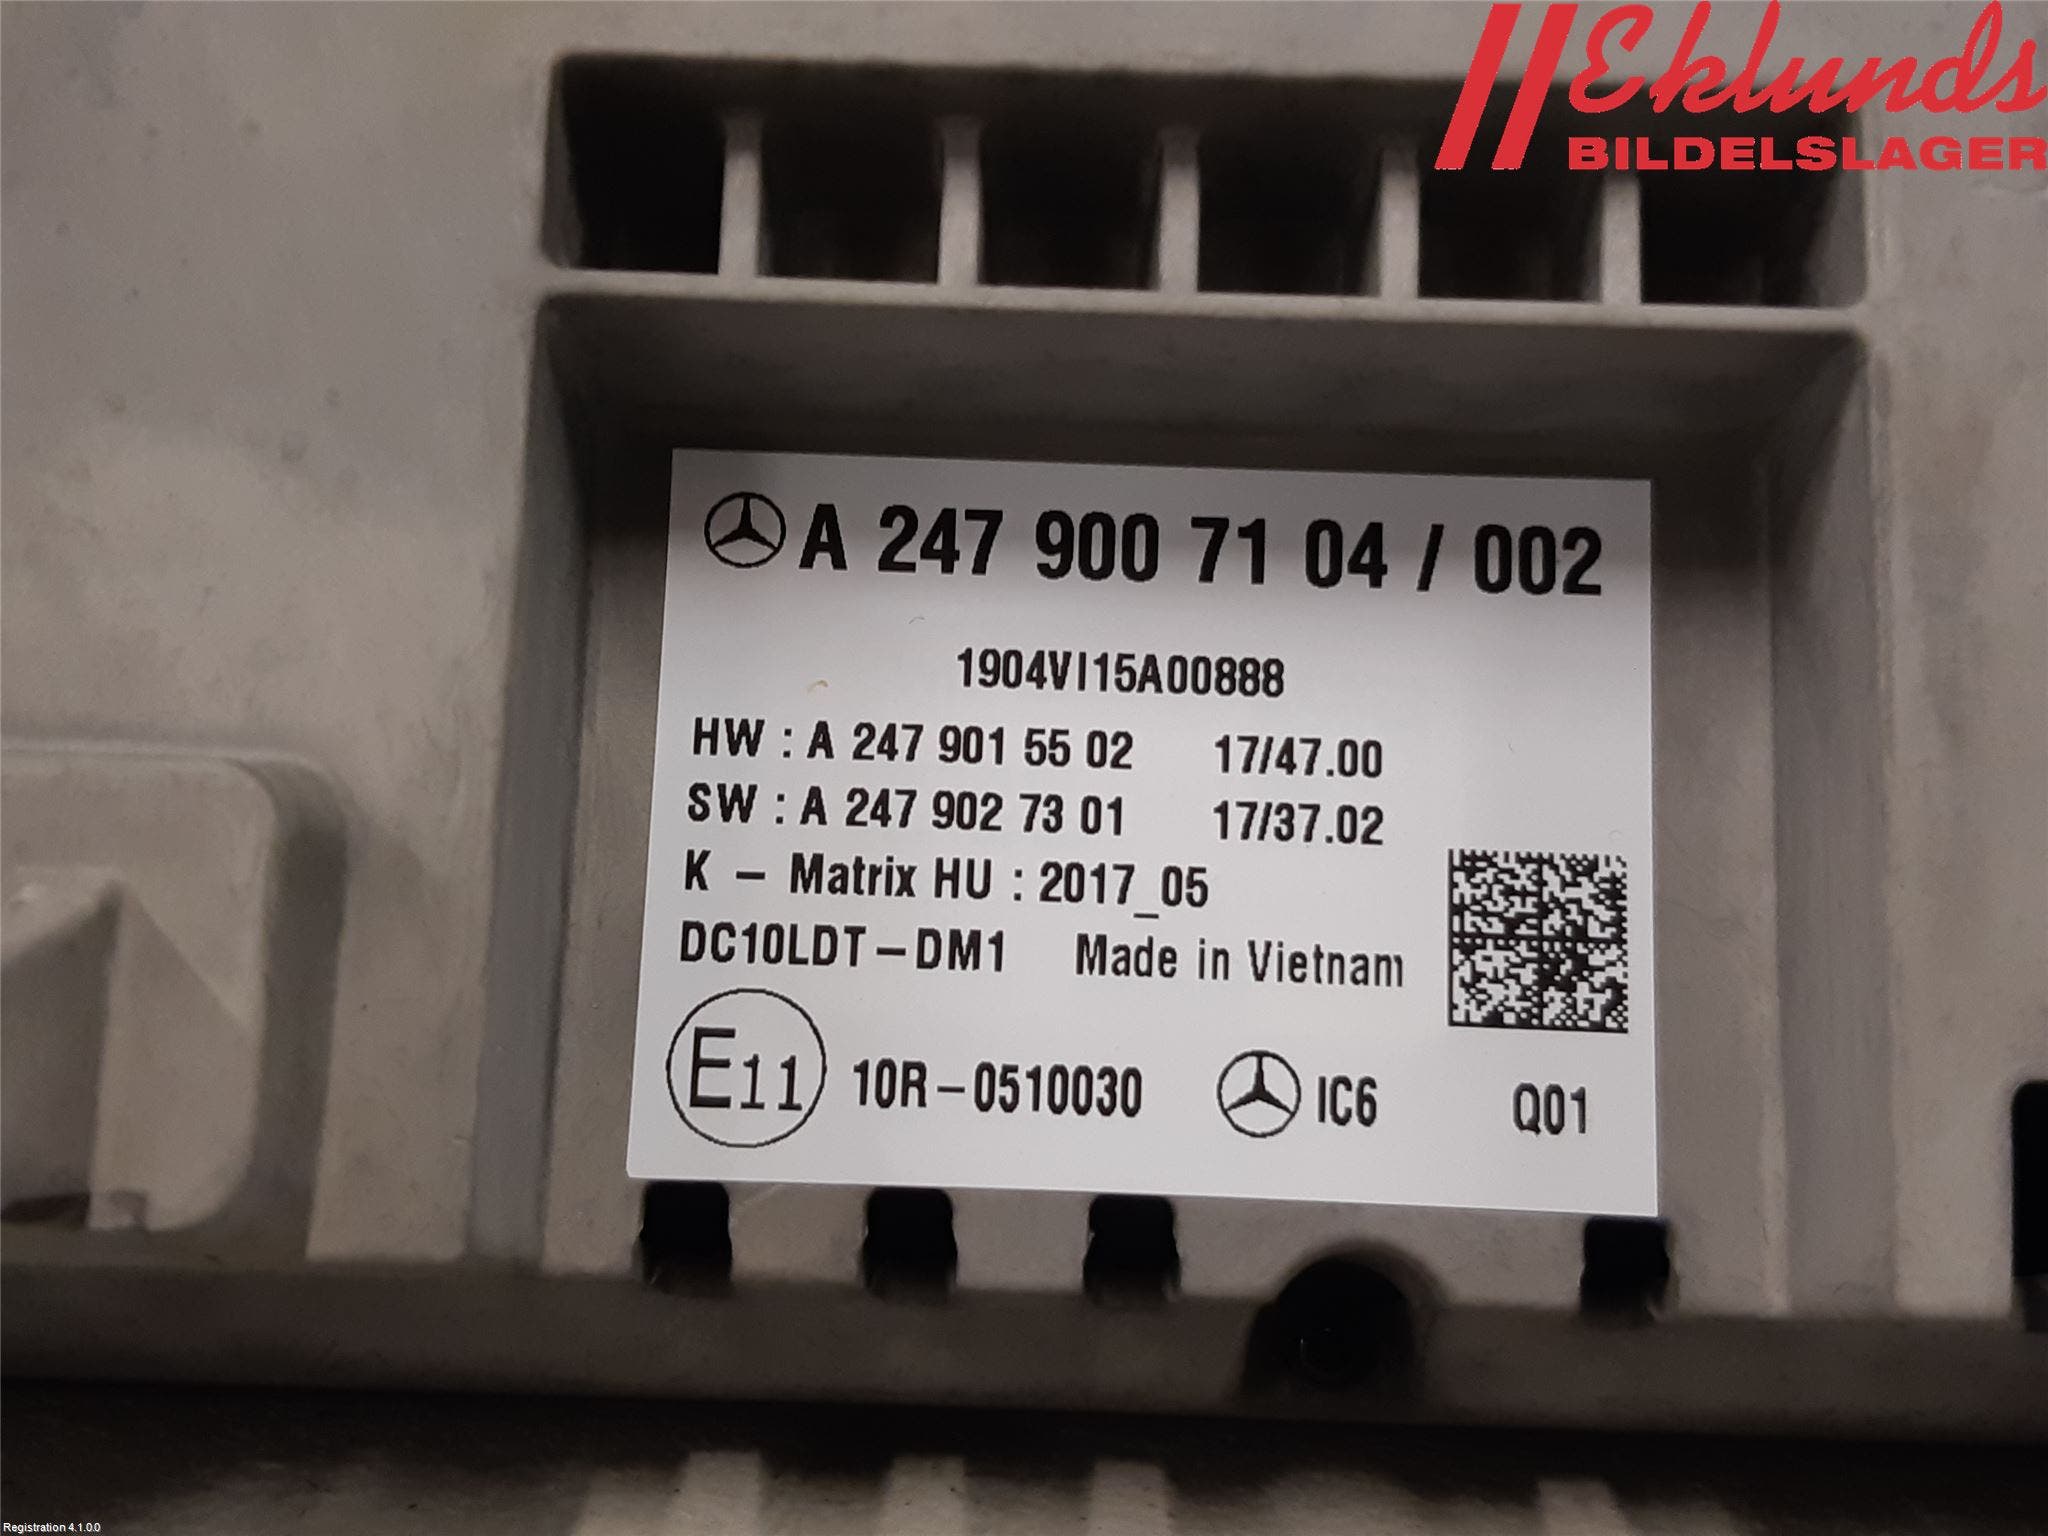 Eklunds
BILDELSLAGER
A 247 900 71 04 / 002
1904VI15A00888
HW : A 247 901 55 02 17/47.00
SW : A 247 902 73 01 17/37.02
K - Matrix HU : 2017_05
DC10LDT-DM1 Made in Vietnam
E11 10R-0510030 IC6 Q01
Registration 4.1.0.0